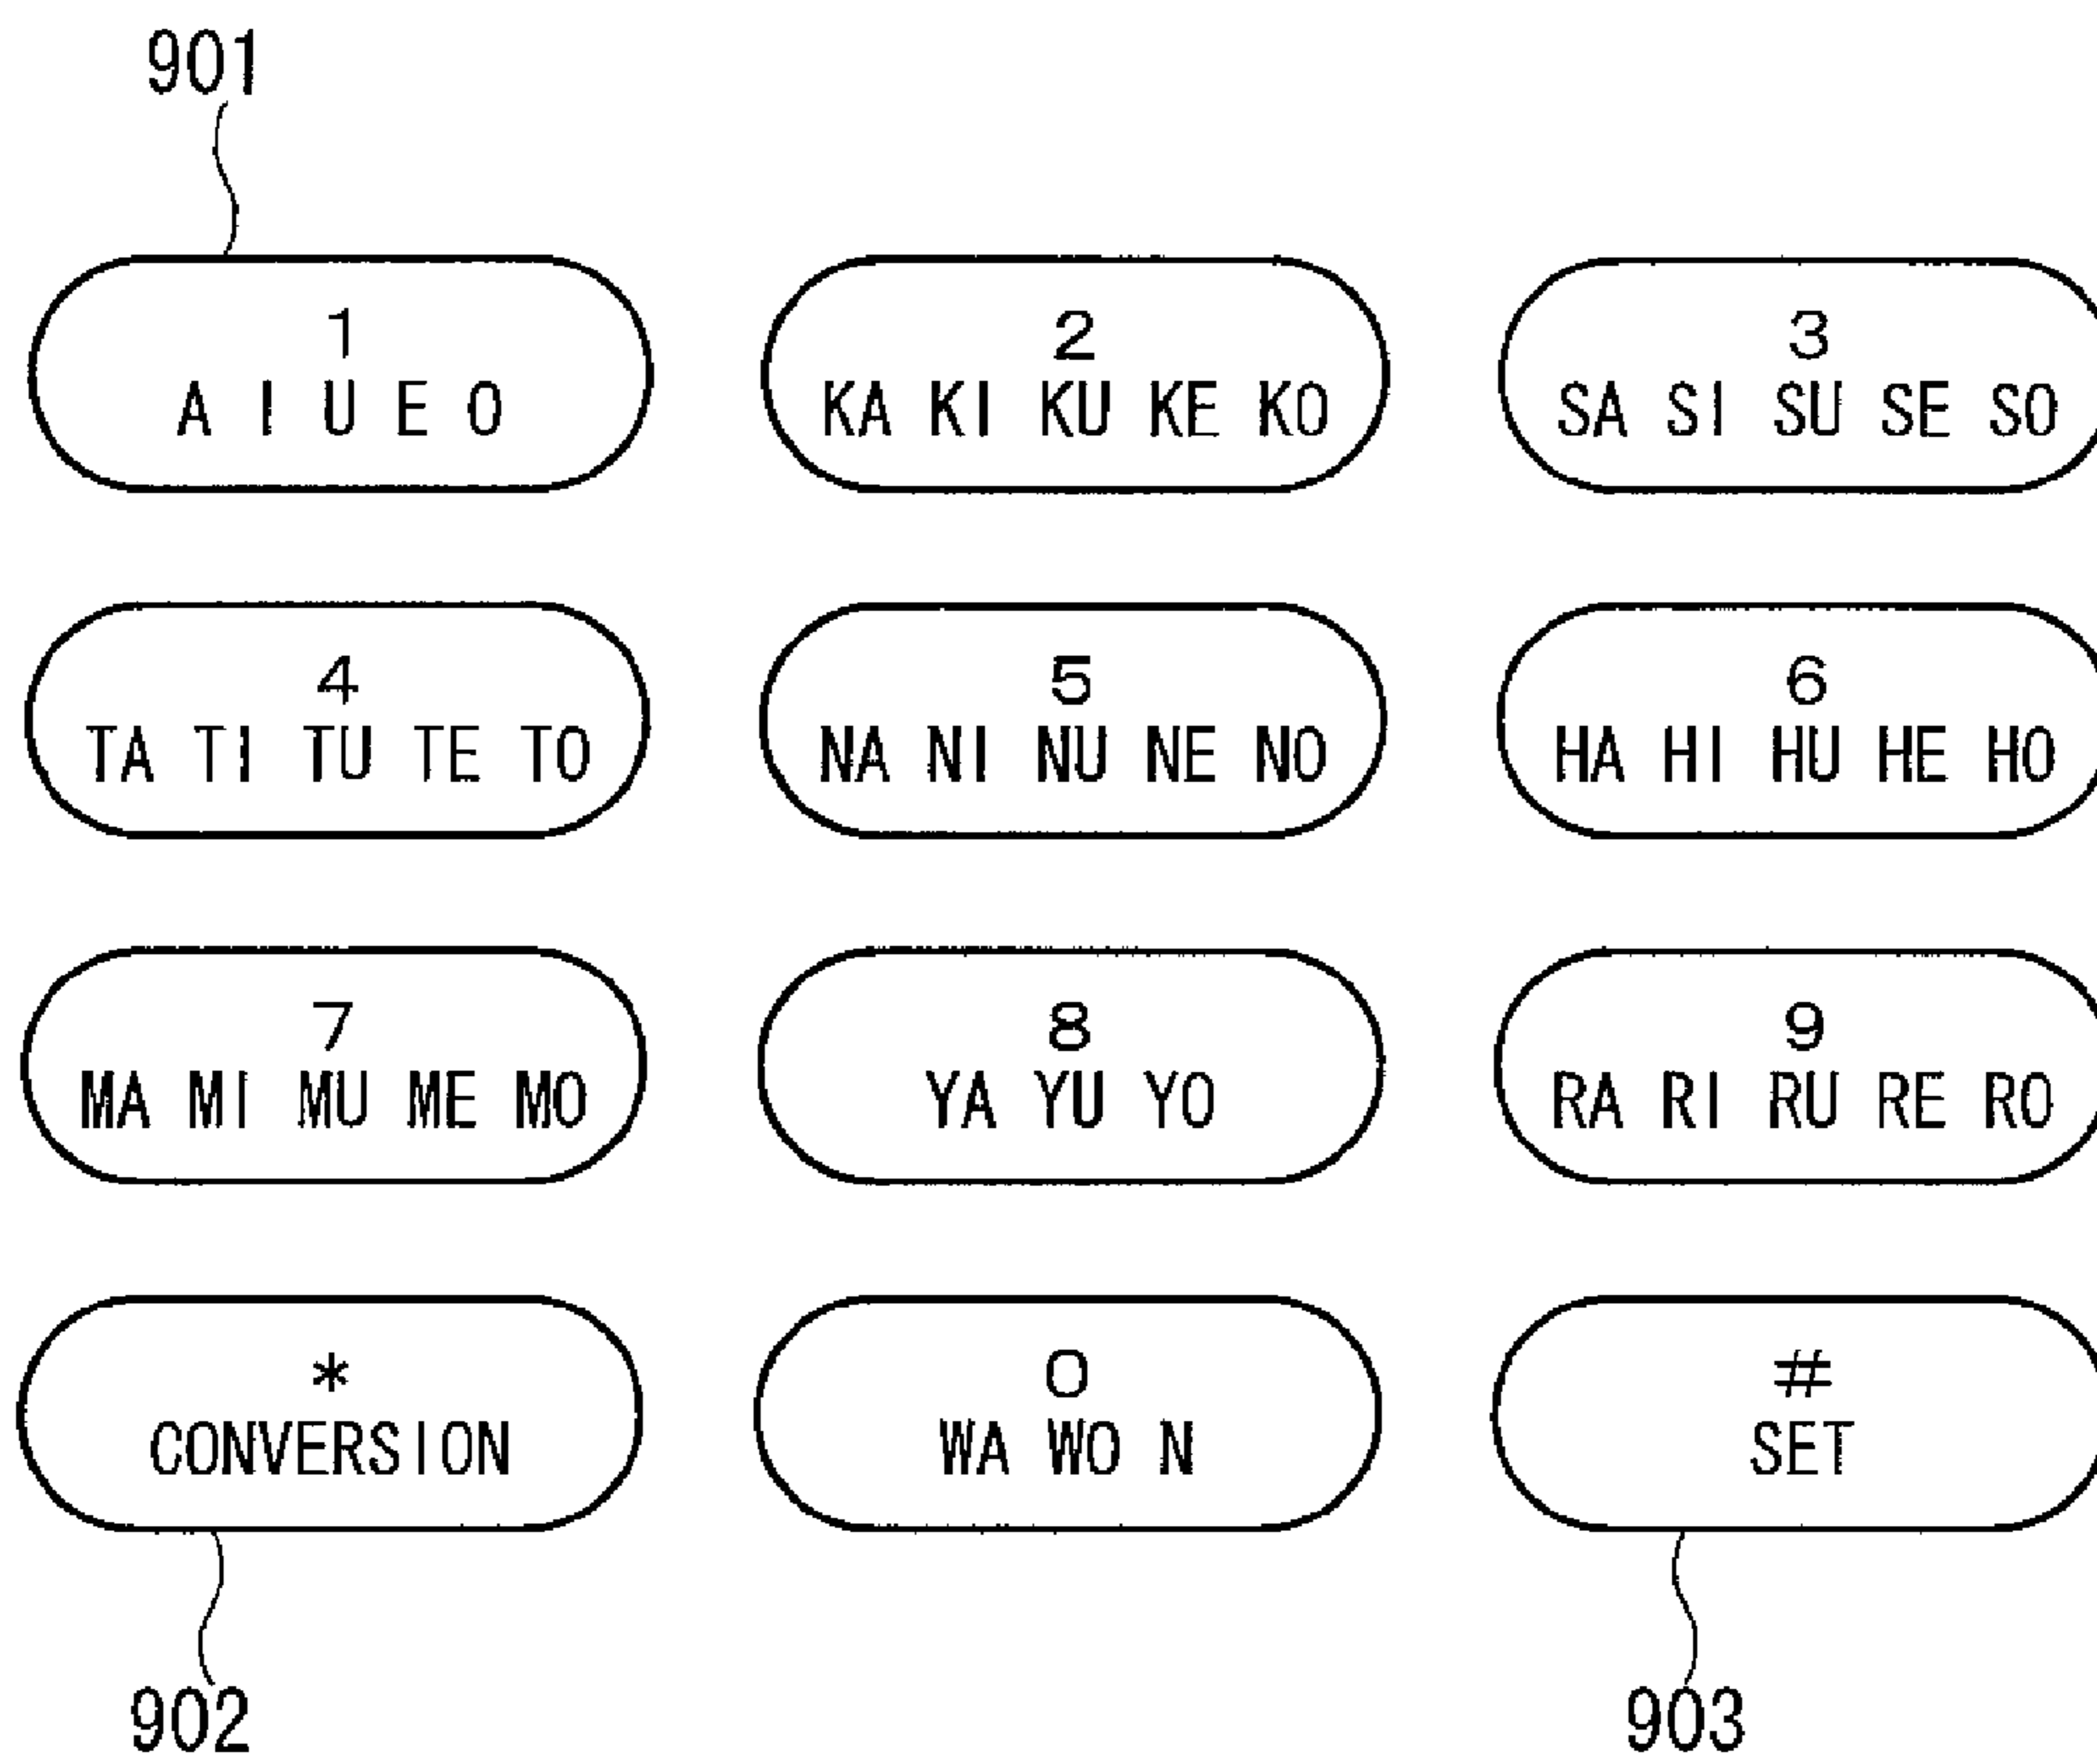 901
1
A I U E O
2
KA KI KU KE KO
3
SA SI SU SE SO
4
TA TI TU TE TO
5
NA NI NU NE NO
6
HA HI HU HE HO
7
MA MI MU ME MO
8
YA YU YO
9
RA RI RU RE RO
*
CONVERSION
0
WA WO N
#
SET
902
903